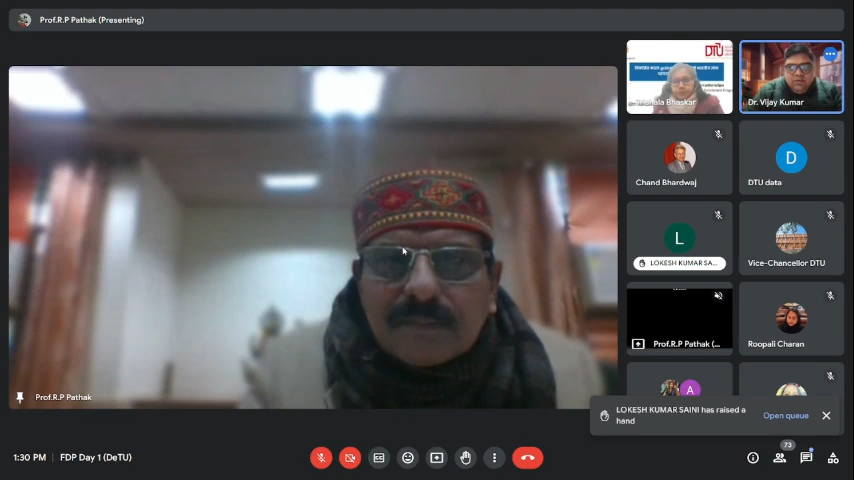 Prof.R.P Pathak (Presenting)
DTU
Bhaskar
Dr. Vijay Kumar
Chand Bhardwaj
D
DTU data
L
LOKESH KUMAR SA...
Vice-Chancellor DTU
Prof.R.P Pathak (...
Roopali Charan
A
Prof.R.P Pathak
LOKESH KUMAR SAINI has raised a
hand
Open queue
1:30 PM | FDP Day 1 (DeTU)
CC
73